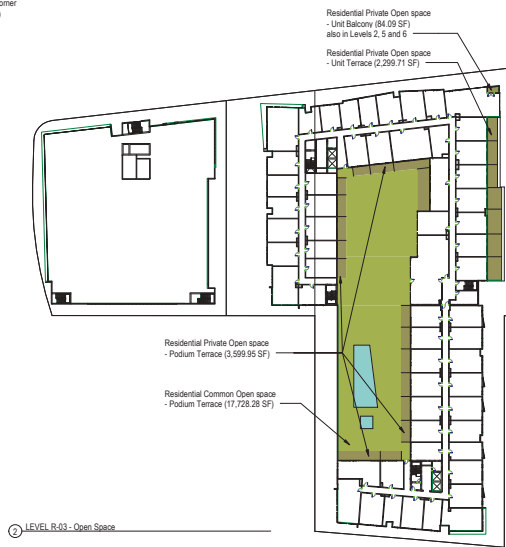 orner
Residential Private Open space
- Unit Balcony (84.09 SF)
also in Levels 2, 5 and 6
Residential Private Open space
- Unit Terrace (2,299.71 SF)
Residential Private Open space
- Podium Terrace (3,599.95 SF)
Residential Common Open space
- Podium Terrace (17,728.28 SF)
2 LEVEL R-03 - Open Space